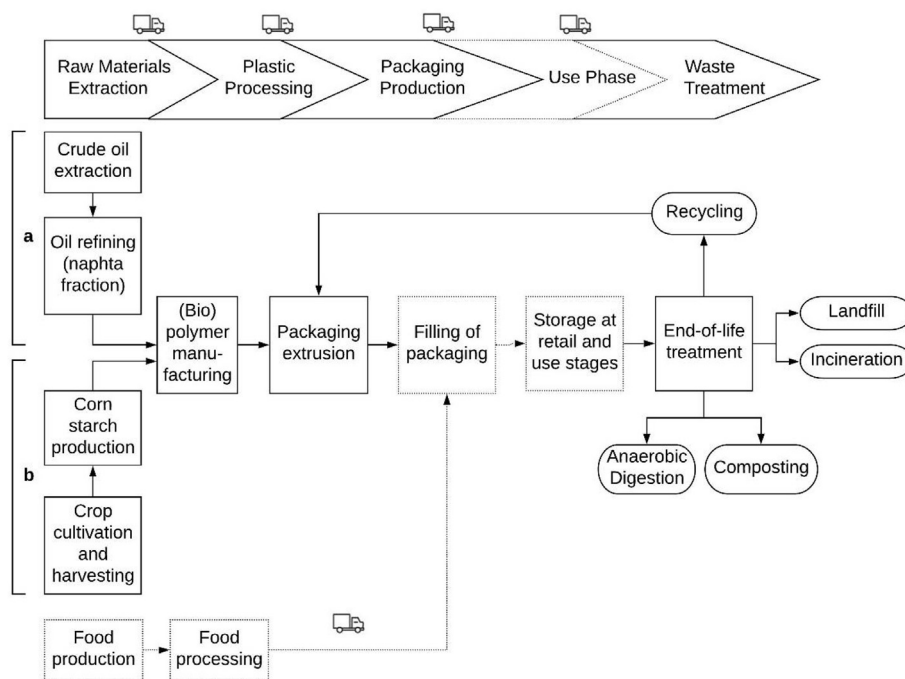 Raw Materials
Extraction
Plastic
Processing
Packaging
Production
Use Phase
Waste
Treatment
a
Crude oil
extraction
Oil refining
(naphta
fraction)
(Bio)
polymer
manu-
facturing
Packaging
extrusion
Filling of
packaging
Storage at
retail and
use stages
End-of-life
treatment
Recycling
Landfill
Incineration
Anaerobic
Digestion
Composting
b
Corn
starch
production
Crop
cultivation
and
harvesting
Food
production
Food
processing